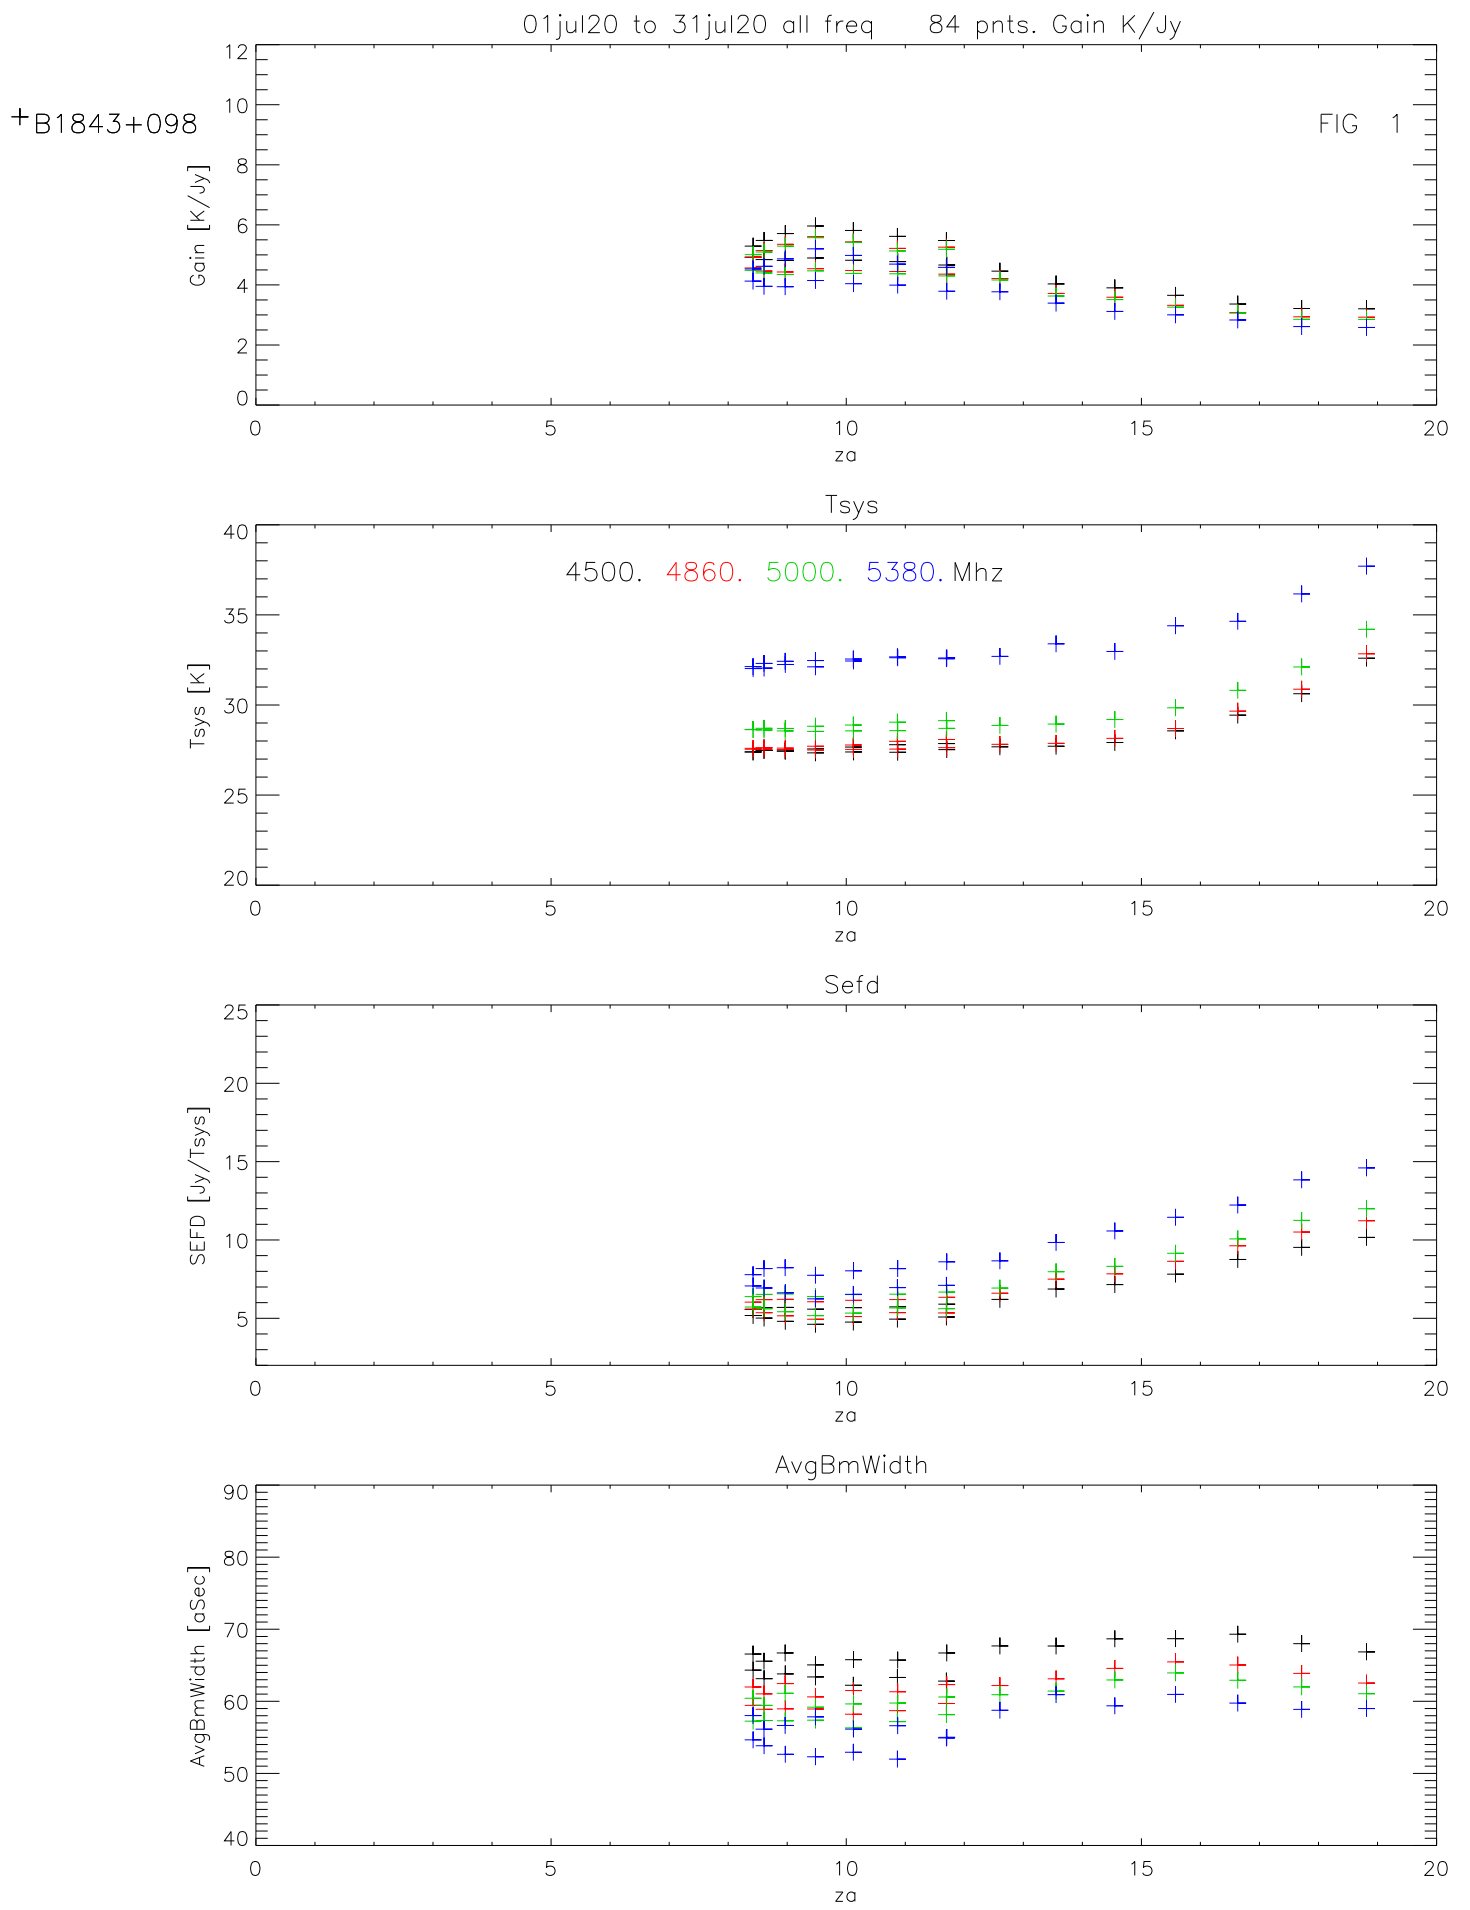 01jul20 to 31jul20 all freq 84 pnts. Gain K/Jy
+B1843+098
FIG 1
Gain [K/Jy]
12
10
8
6
4
2
0
0 5 10 15 20
za
Tsys
4500. 4860. 5000. 5380. Mhz
Tsys [K]
40
35
30
25
20
0 5 10 15 20
za
Sefd
SEFD [Jy/Tsys]
25
20
15
10
5
0 5 10 15 20
za
AvgBmWidth
AvgBmWidth [aSec]
90
80
70
60
50
40
0 5 10 15 20
za